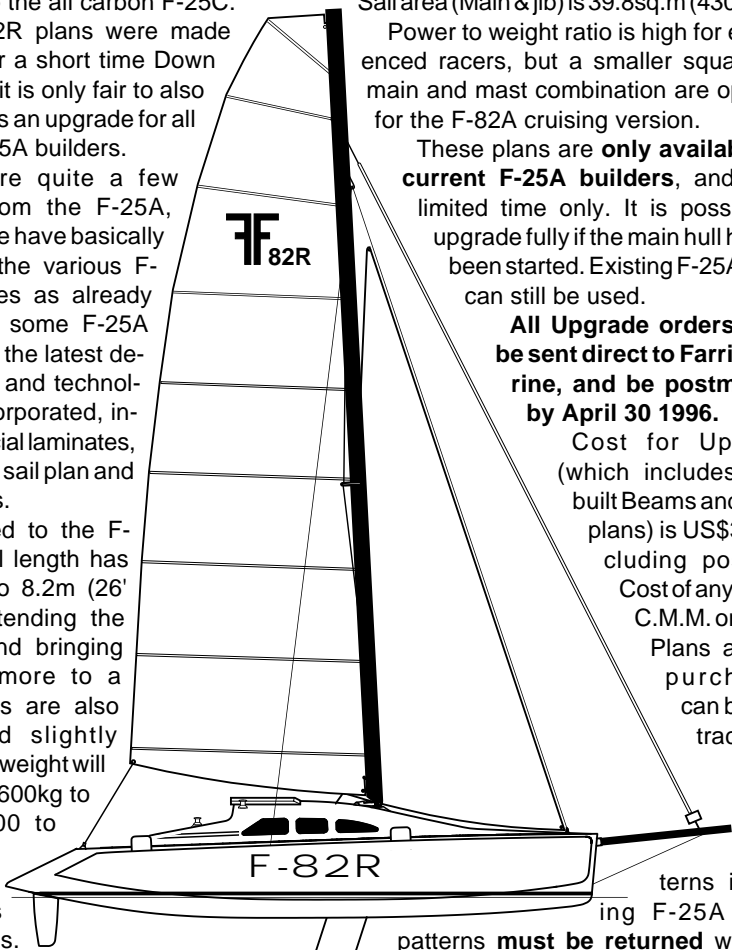 the all carbon F-25C.
2R plans were made
r a short time Down
it is only fair to also
s an upgrade for all
5A builders.
re quite a few
om the F-25A,
e have basically
the various F-
es as already
some F-25A
the latest de-
and technol-
orporated, in-
cial laminates,
sail plan and
s.
ed to the F-
l length has
o 8.2m (26'
tending the
nd bringing
more to a
s are also
d slightly
weight will
600kg to
00 to
s
s.
82R
F-82R
Sail area (Main & jib) is 39.8sq.m (430
Power to weight ratio is high for e
enced racers, but a smaller squa
main and mast combination are op
for the F-82A cruising version.
These plans are only availab
current F-25A builders, and
limited time only. It is poss
upgrade fully if the main hull h
been started. Existing F-25A
can still be used.
All Upgrade orders
be sent direct to Farri
rine, and be postm
by April 30 1996.
Cost for Up
(which includes
built Beams and
plans) is US$3
cluding po
Cost of any
C.M.M. or
Plans a
purch
can b
trac
terns i
ing F-25A
patterns must be returned w